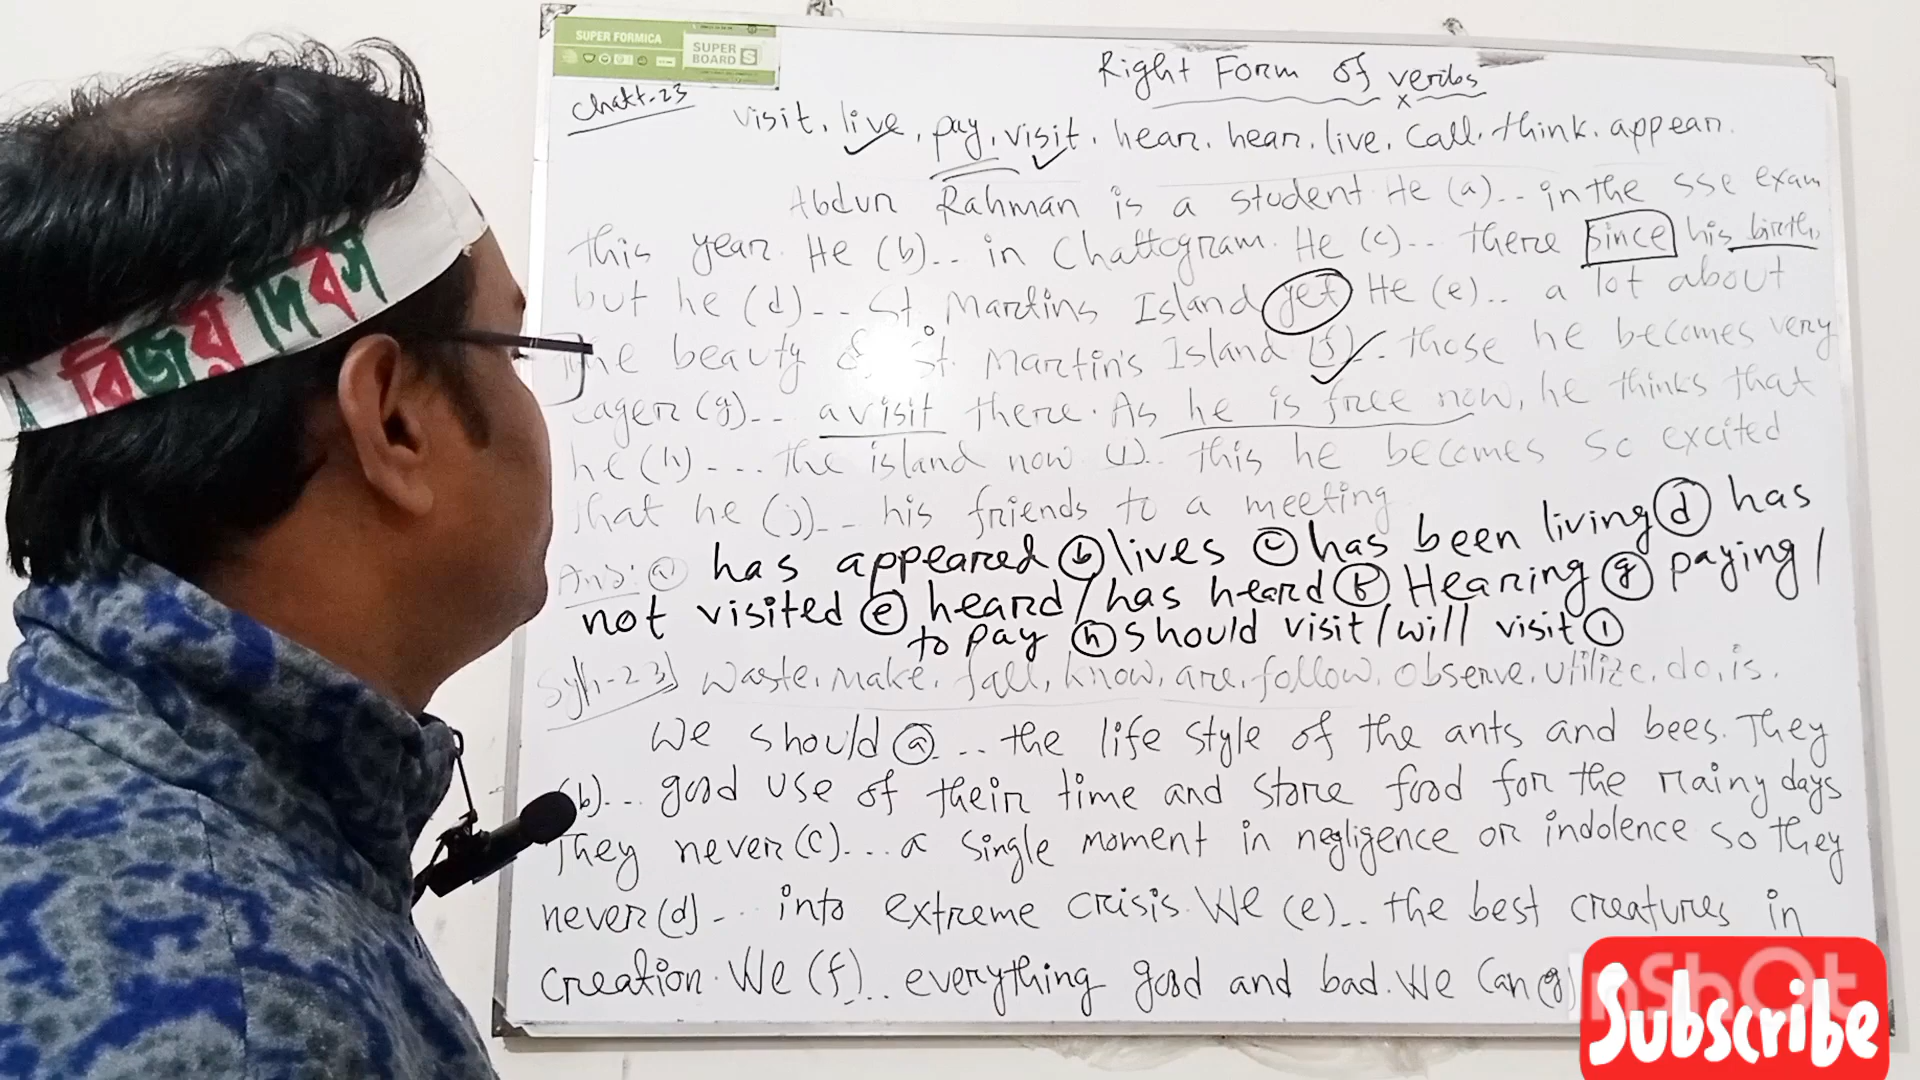 SUPER FORMICA
SUPER BOARD S
Right Form of verbs
Chatt-23
visit, live, pay, visit, hear, hear, live, call, think, appear.
Abdur Rahman is a student. He (a)... in the SSC exam
this year. He (b)... in Chattogram. He (c)... there since his birth,
but he (d)... St. Martins Island yet He (e)... a lot about
the beauty of St. Martin's Island (f)... those he becomes very
eager (g)... a visit there. As he is free now, he thinks that
he (h).... the island now (i).. this he becomes so excited
that he (j)... his friends to a meeting
Ans: (a) has appeared (b) lives (c) has been living (d) has
not visited (e) heard/has heard (f) Hearing (g) paying/
to pay (h) should visit/will visit (i)
Syl-23 waste, make, fall, know, are, follow, observe, utilize, do, is.
We should (a)... the life style of the ants and bees. They
(b)... good use of their time and store food for the rainy days
They never (c)... a single moment in negligence or indolence so they
never (d)... into extreme crisis. We (e)... the best creatures in
creation. We (f)... everything good and bad. We can (g)
বিজয় দিবস
InShOt
Subscribe